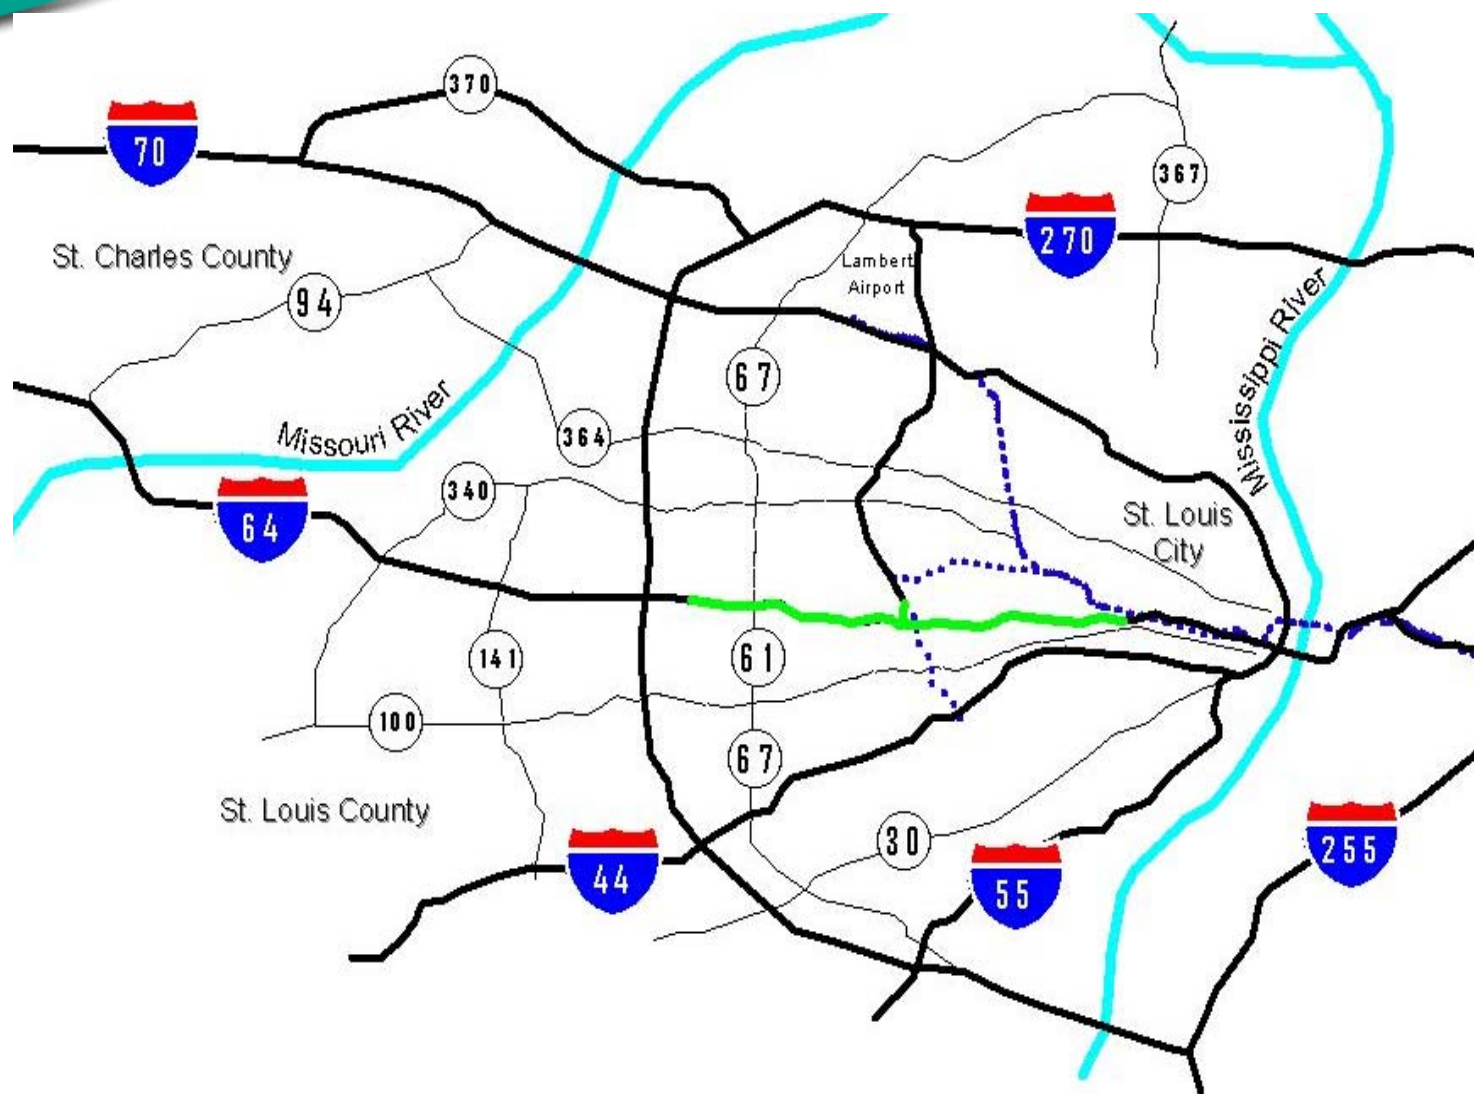 370
70
367
270
St. Charles County
Lambert
Airport
94
67
Mississippi River
Missouri River
364
340
64
St. Louis
City
141
61
100
67
St. Louis County
30
255
44
55